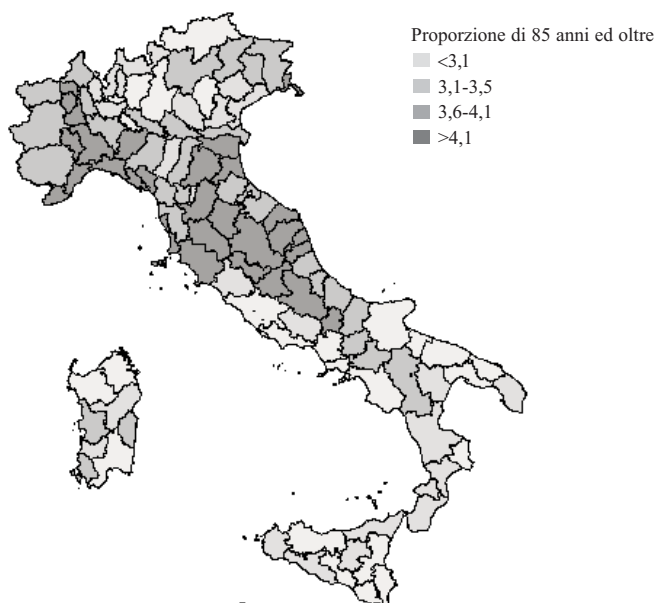 Proporzione di 85 anni ed oltre
<3,1
3,1-3,5
3,6-4,1
>4,1